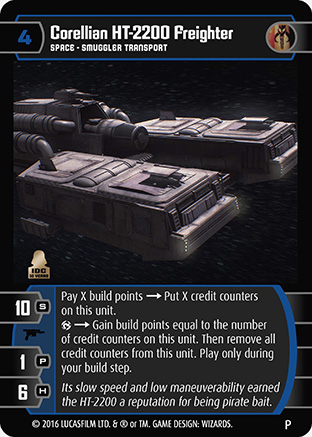 4
Corellian HT-2200 Freighter
SPACE • SMUGGLER TRANSPORT
IDC
10 YEARS
10 S
Pay X build points → Put X credit counters
on this unit.
→ Gain build points equal to the number
of credit counters on this unit. Then remove all
credit counters from this unit. Play only during
your build step.
1 P
6 H
Its slow speed and low maneuverability earned
the HT-2200 a reputation for being pirate bait.
© 2016 LUCASFILM LTD. & ® or TM. GAME DESIGN: WIZARDS.
P